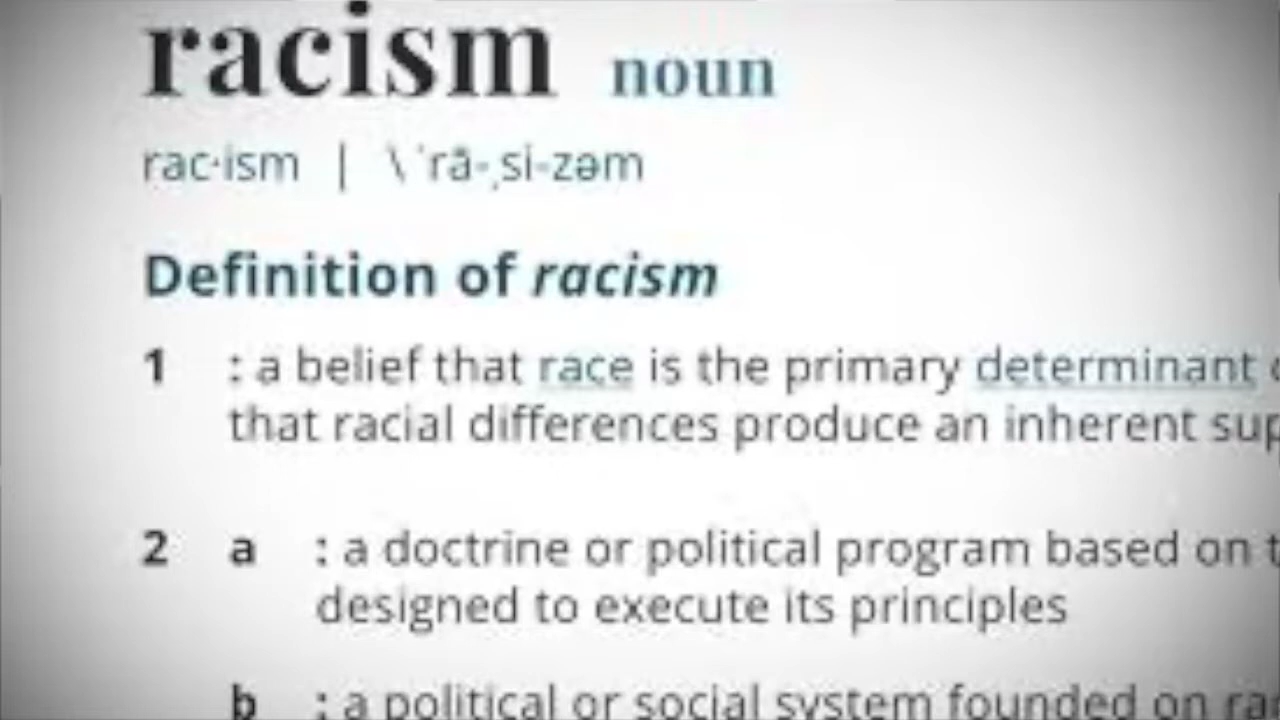 racism noun
rac·ism | \ ˈrā-ˌsi-zəm
Definition of racism
1 : a belief that race is the primary determinant
that racial differences produce an inherent
2 a : a doctrine or political program based on
designed to execute its principles
b : a political or social system founded on